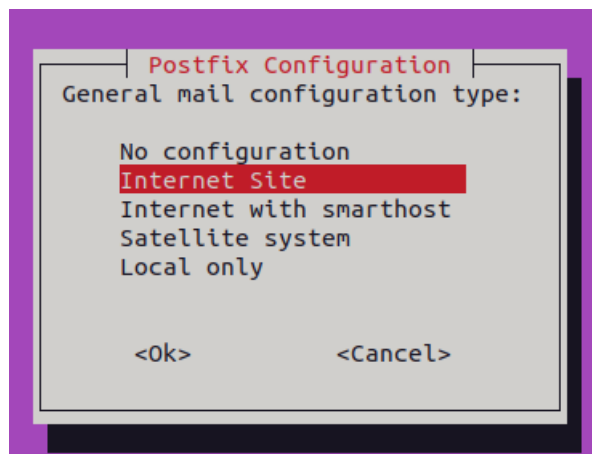 Postfix Configuration
General mail configuration type:
No configuration
Internet Site
Internet with smarthost
Satellite system
Local only
<Ok> <Cancel>